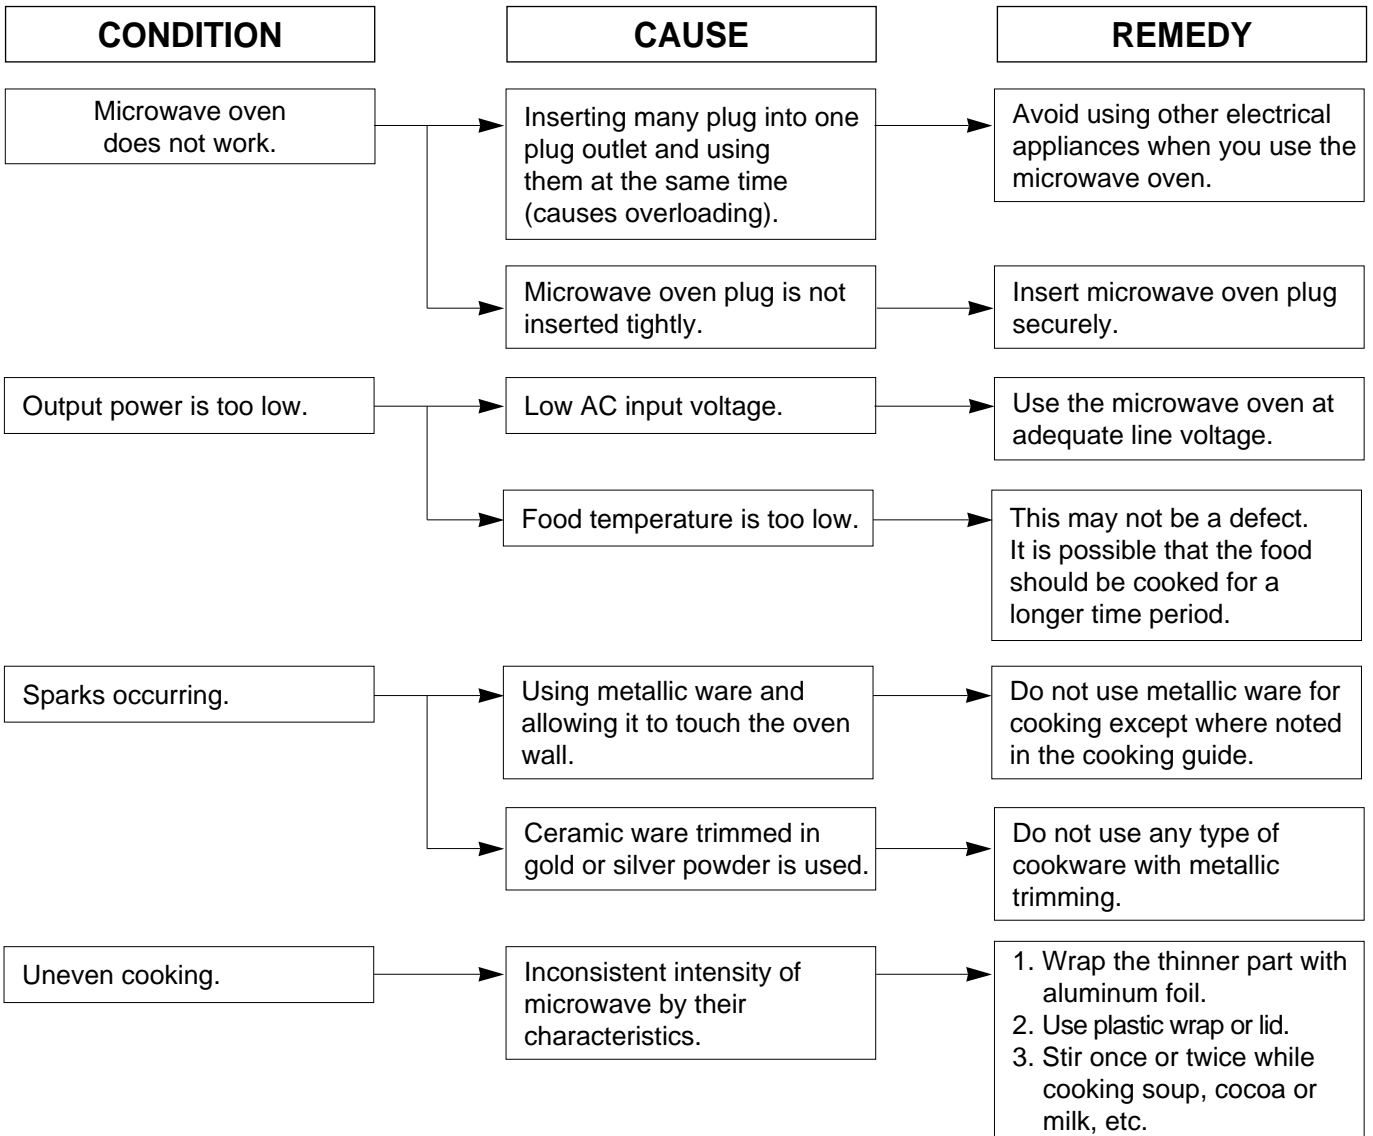 CONDITION
CAUSE
REMEDY
Microwave oven
does not work.
Inserting many plug into one
plug outlet and using
them at the same time
(causes overloading).
Avoid using other electrical
appliances when you use the
microwave oven.
Microwave oven plug is not
inserted tightly.
Insert microwave oven plug
securely.
Output power is too low.
Low AC input voltage.
Use the microwave oven at
adequate line voltage.
Food temperature is too low.
This may not be a defect.
It is possible that the food
should be cooked for a
longer time period.
Sparks occurring.
Using metallic ware and
allowing it to touch the oven
wall.
Do not use metallic ware for
cooking except where noted
in the cooking guide.
Ceramic ware trimmed in
gold or silver powder is used.
Do not use any type of
cookware with metallic
trimming.
Uneven cooking.
Inconsistent intensity of
microwave by their
characteristics.
1. Wrap the thinner part with
aluminum foil.
2. Use plastic wrap or lid.
3. Stir once or twice while
cooking soup, cocoa or
milk, etc.